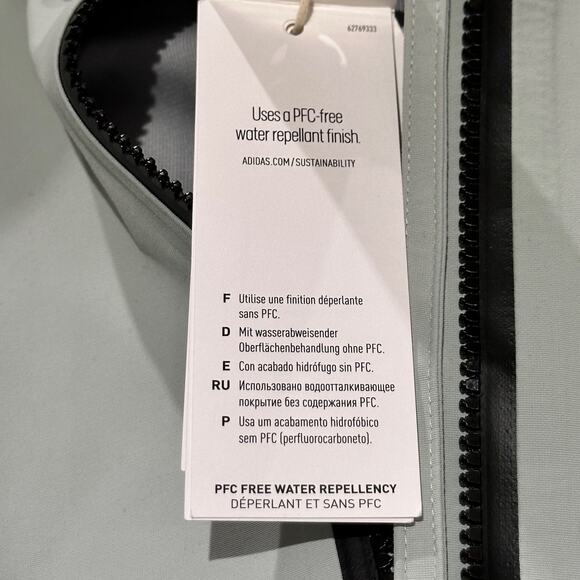 62769333
Uses a PFC-free
water repellant finish.
ADIDAS.COM/SUSTAINABILITY
F Utilise une finition déperlante
sans PFC.
D Mit wasserabweisender
Oberflächenbehandlung ohne PFC.
E Con acabado hidrófugo sin PFC.
RU Использовано водоотталкивающее
покрытие без содержания PFC.
P Usa um acabamento hidrofóbico
sem PFC (perfluorocarboneto).
PFC FREE WATER REPELLENCY
DÉPERLANT ET SANS PFC